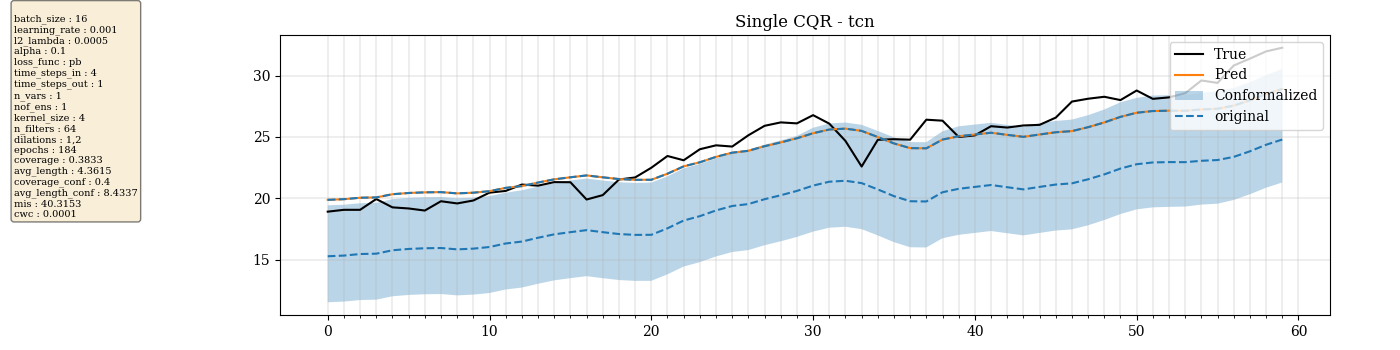 batch_size : 16
learning_rate : 0.001
l2_lambda : 0.0005
alpha : 0.1
loss_func : pb
time_steps_in : 4
time_steps_out : 1
n_vars : 1
nof_ens : 1
kernel_size : 4
n_filters : 64
dilations : 1,2
epochs : 184
coverage : 0.3833
avg_length : 4.3615
coverage_conf : 0.4
avg_length_conf : 8.4337
mis : 40.3153
cwc : 0.0001
Single CQR - tcn
True
Pred
Conformalized
original
30
25
20
15
0 10 20 30 40 50 60